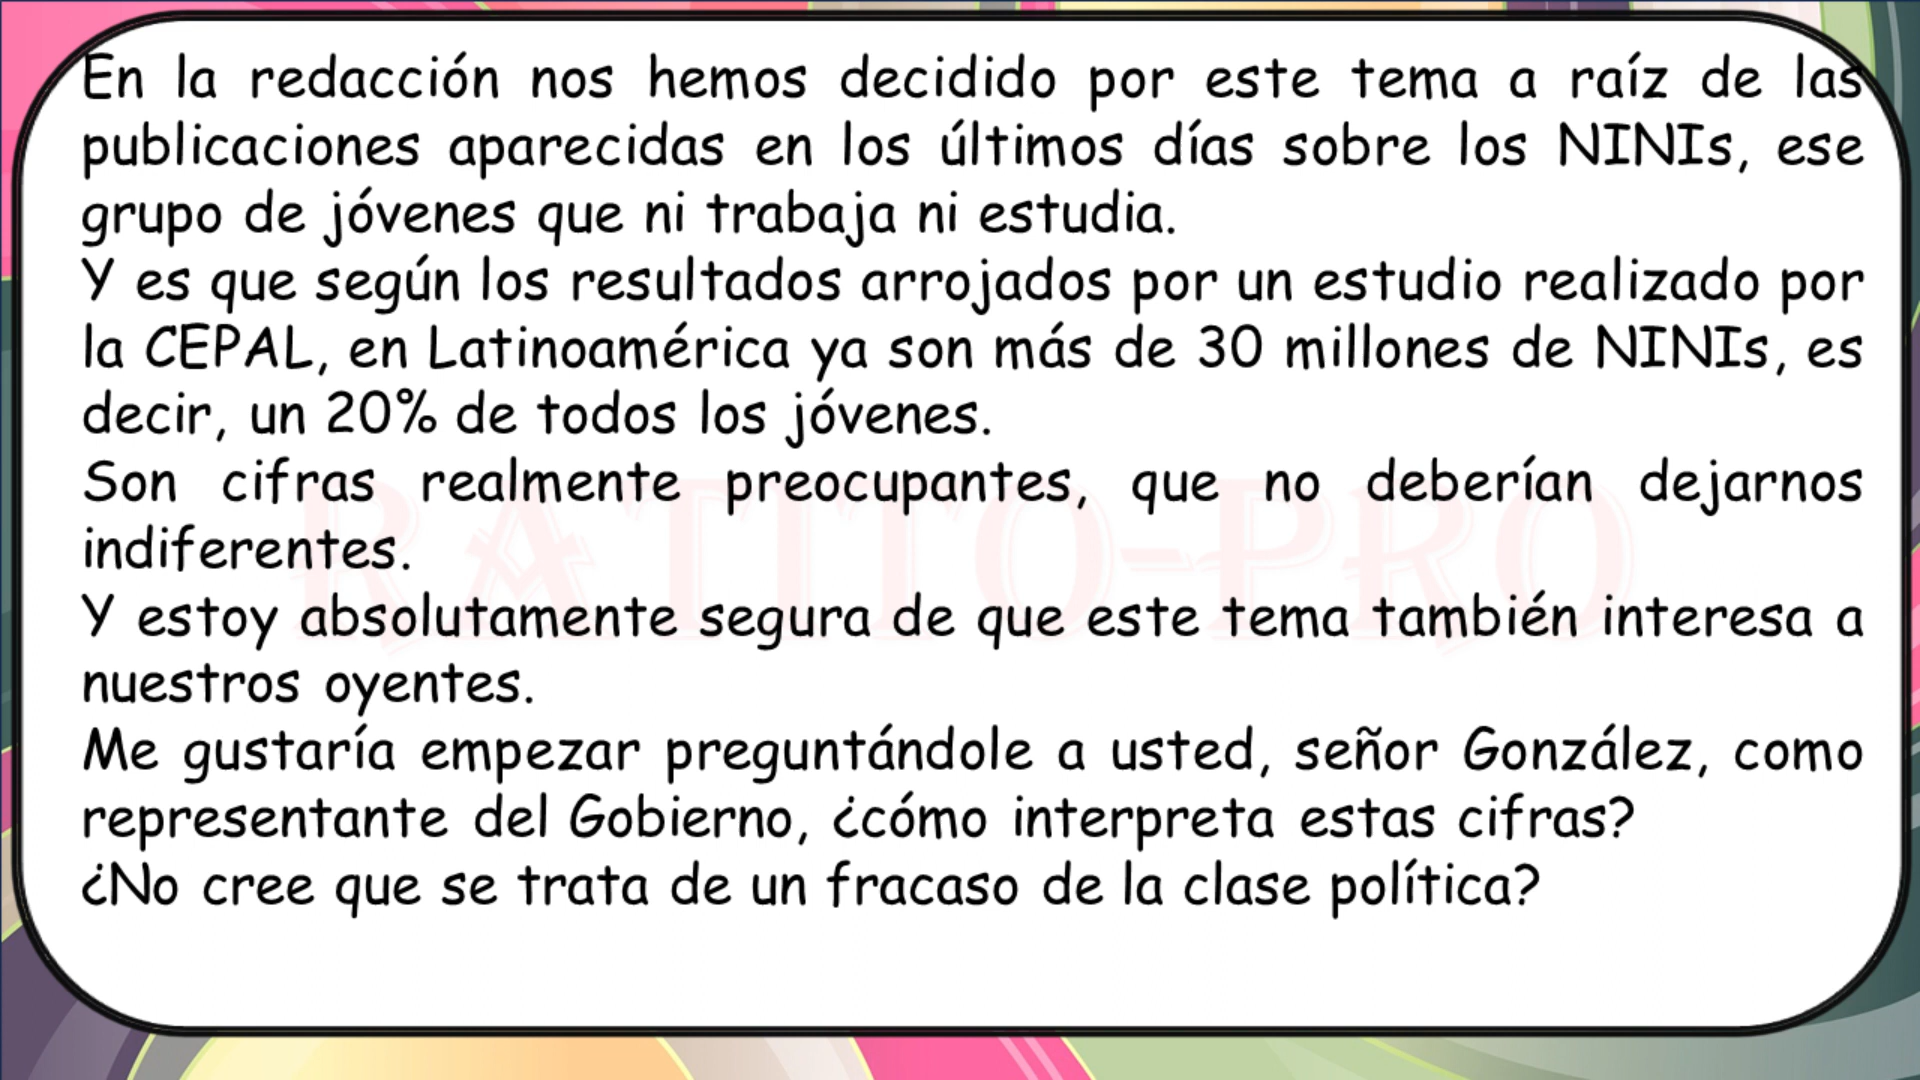 En la redacción nos hemos decidido por este tema a raíz de las
publicaciones aparecidas en los últimos días sobre los NINIs, ese
grupo de jóvenes que ni trabaja ni estudia.
Y es que según los resultados arrojados por un estudio realizado por
la CEPAL, en Latinoamérica ya son más de 30 millones de NINIs, es
decir, un 20% de todos los jóvenes.
Son cifras realmente preocupantes, que no deberían dejarnos
indiferentes.
RATITO-PRO
Y estoy absolutamente segura de que este tema también interesa a
nuestros oyentes.
Me gustaría empezar preguntándole a usted, señor González, como
representante del Gobierno, ¿cómo interpreta estas cifras?
¿No cree que se trata de un fracaso de la clase política?